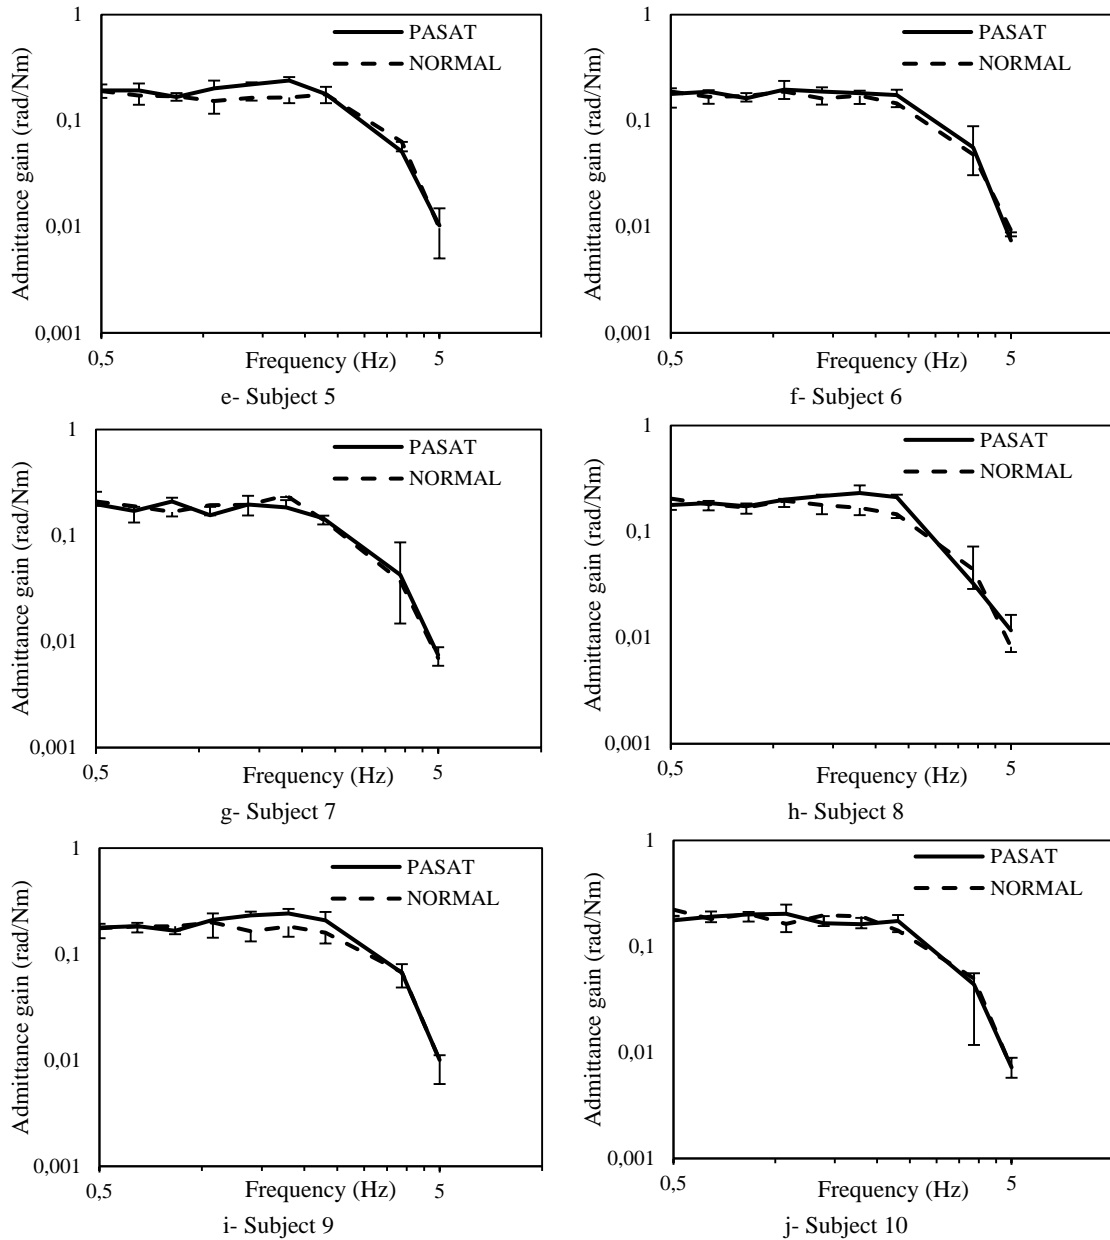 1
PASAT
NORMAL
0,1
0,01
0,001
Admittance gain (rad/Nm)
0,5
Frequency (Hz)
5
e- Subject 5
1
PASAT
NORMAL
0,1
0,01
0,001
Admittance gain (rad/Nm)
0,5
Frequency (Hz)
5
f- Subject 6
1
PASAT
NORMAL
0,1
0,01
0,001
Admittance gain (rad/Nm)
0,5
Frequency (Hz)
5
g- Subject 7
1
PASAT
NORMAL
0,1
0,01
0,001
Admittance gain (rad/Nm)
0,5
Frequency (Hz)
5
h- Subject 8
1
PASAT
NORMAL
0,1
0,01
0,001
Admittance gain (rad/Nm)
0,5
Frequency (Hz)
5
i- Subject 9
1
PASAT
NORMAL
0,1
0,01
0,001
Admittance gain (rad/Nm)
0,5
Frequency (Hz)
5
j- Subject 10